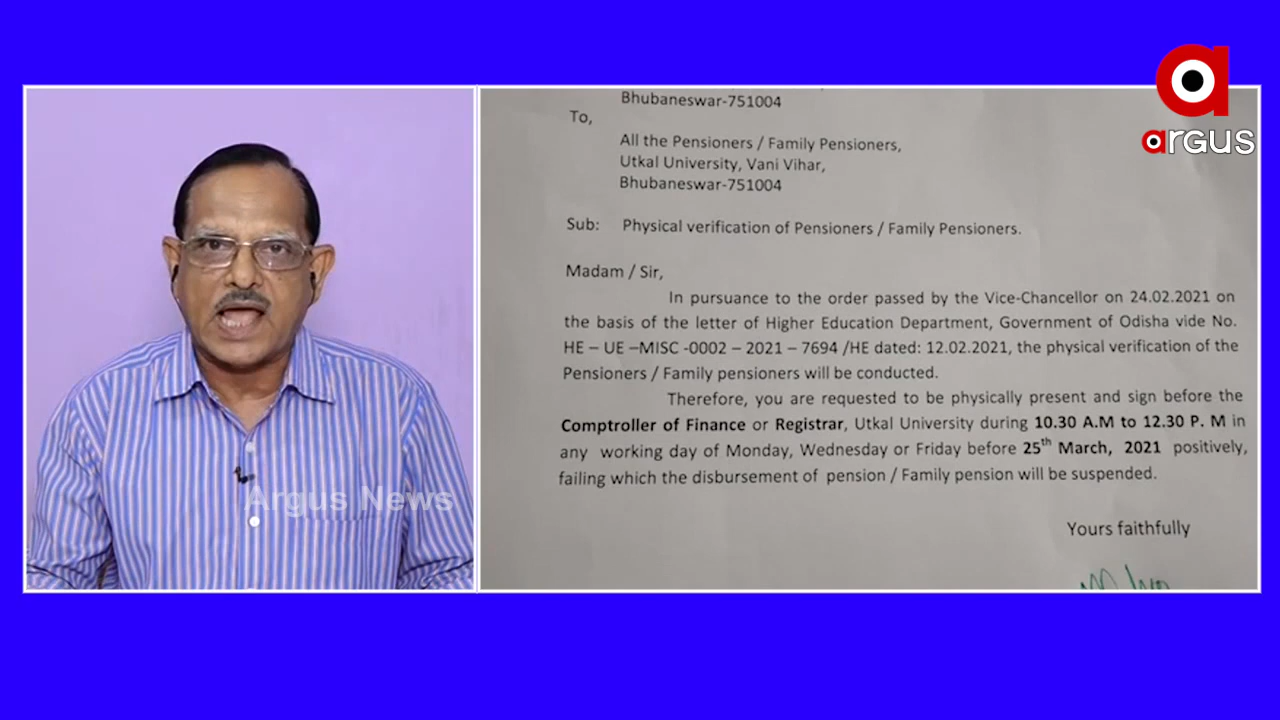 argus
Bhubaneswar-751004
To,
All the Pensioners / Family Pensioners,
Utkal University, Vani Vihar,
Bhubaneswar-751004
Sub: Physical verification of Pensioners / Family Pensioners.
Madam / Sir,
In pursuance to the order passed by the Vice-Chancellor on 24.02.2021 on
the basis of the letter of Higher Education Department, Government of Odisha vide No.
HE – UE –MISC -0002 – 2021 – 7694 /HE dated: 12.02.2021, the physical verification of the
Pensioners / Family pensioners will be conducted.
Therefore, you are requested to be physically present and sign before the
Comptroller of Finance or Registrar, Utkal University during 10.30 A.M to 12.30 P. M in
any working day of Monday, Wednesday or Friday before 25th March, 2021 positively,
failing which the disbursement of pension / Family pension will be suspended.
Yours faithfully
Argus News